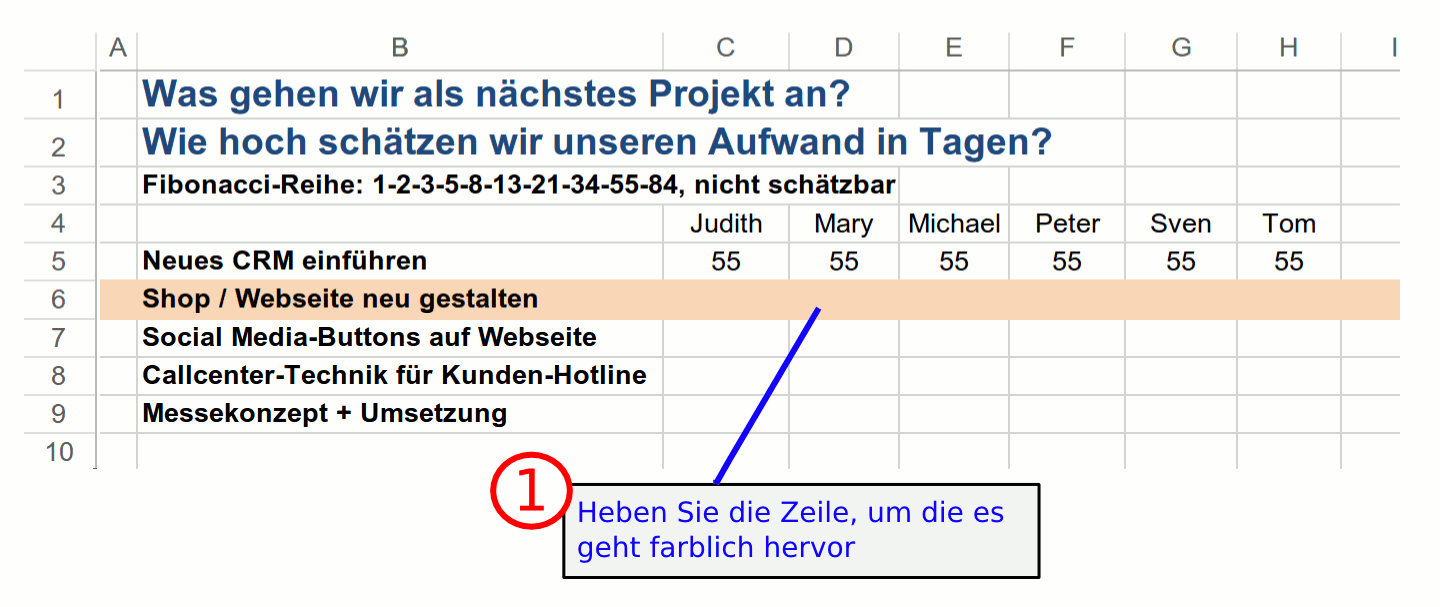 A B C D E F G H I
1 Was gehen wir als nächstes Projekt an?
2 Wie hoch schätzen wir unseren Aufwand in Tagen?
3 Fibonacci-Reihe: 1-2-3-5-8-13-21-34-55-84, nicht schätzbar
4 Judith Mary Michael Peter Sven Tom
5 Neues CRM einführen 55 55 55 55 55 55
6 Shop / Webseite neu gestalten
7 Social Media-Buttons auf Webseite
8 Callcenter-Technik für Kunden-Hotline
9 Messekonzept + Umsetzung
10
1
Heben Sie die Zeile, um die es
geht farblich hervor